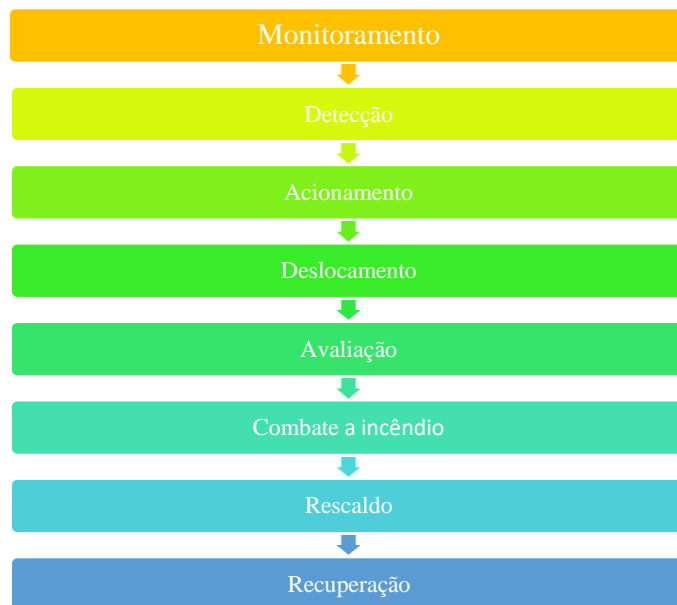 Monitoramento
Detecção
Acionamento
Deslocamento
Avaliação
Combate a incêndio
Rescaldo
Recuperação